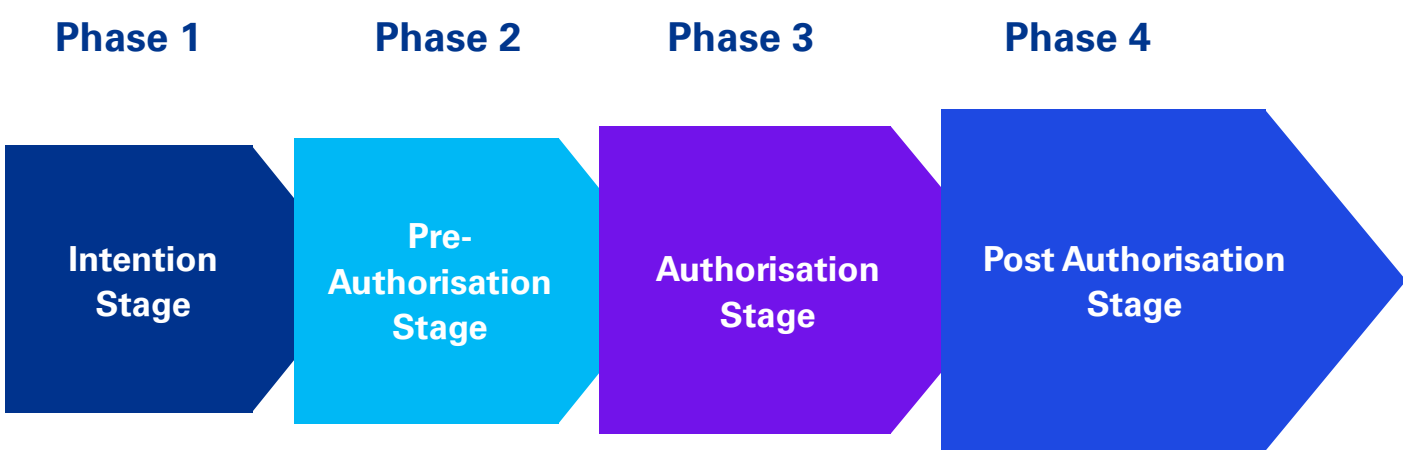 Phase 1
Phase 2
Phase 3
Phase 4
Intention
Stage
Pre-
Authorisation
Stage
Authorisation
Stage
Post Authorisation
Stage